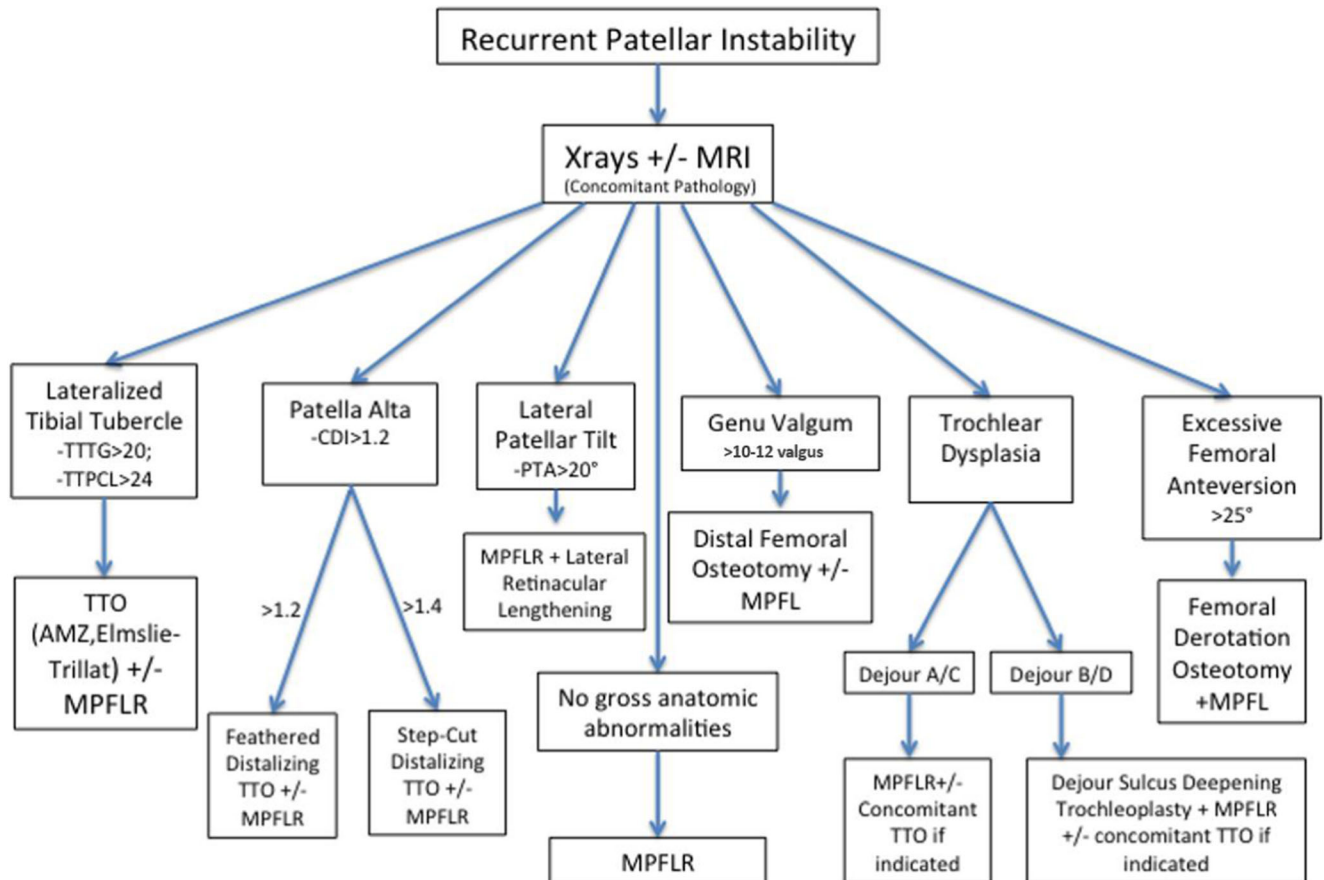 Recurrent Patellar Instability
Xrays +/- MRI
(Concomitant Pathology)
Lateralized
Tibial Tubercle
-TTTG>20;
-TTPCL>24
TTO
(AMZ,Elmslie-
Trillat) +/-
MPFLR
Patella Alta
-CDI>1.2
>1.2
>1.4
Feathered
Distalizing
TTO +/-
MPFLR
Step-Cut
Distalizing
TTO +/-
MPFLR
Lateral
Patellar Tilt
-PTA>20°
MPFLR + Lateral
Retinacular
Lengthening
No gross anatomic
abnormalities
MPFLR
Genu Valgum
>10-12 valgus
Distal Femoral
Osteotomy +/-
MPFL
Trochlear
Dysplasia
Dejour A/C
Dejour B/D
MPFLR+/-
Concomitant
TTO if
indicated
Dejour Sulcus Deepening
Trochleoplasty + MPFLR
+/- concomitant TTO if
indicated
Excessive
Femoral
Anteversion
>25°
Femoral
Derotation
Osteotomy
+MPFL